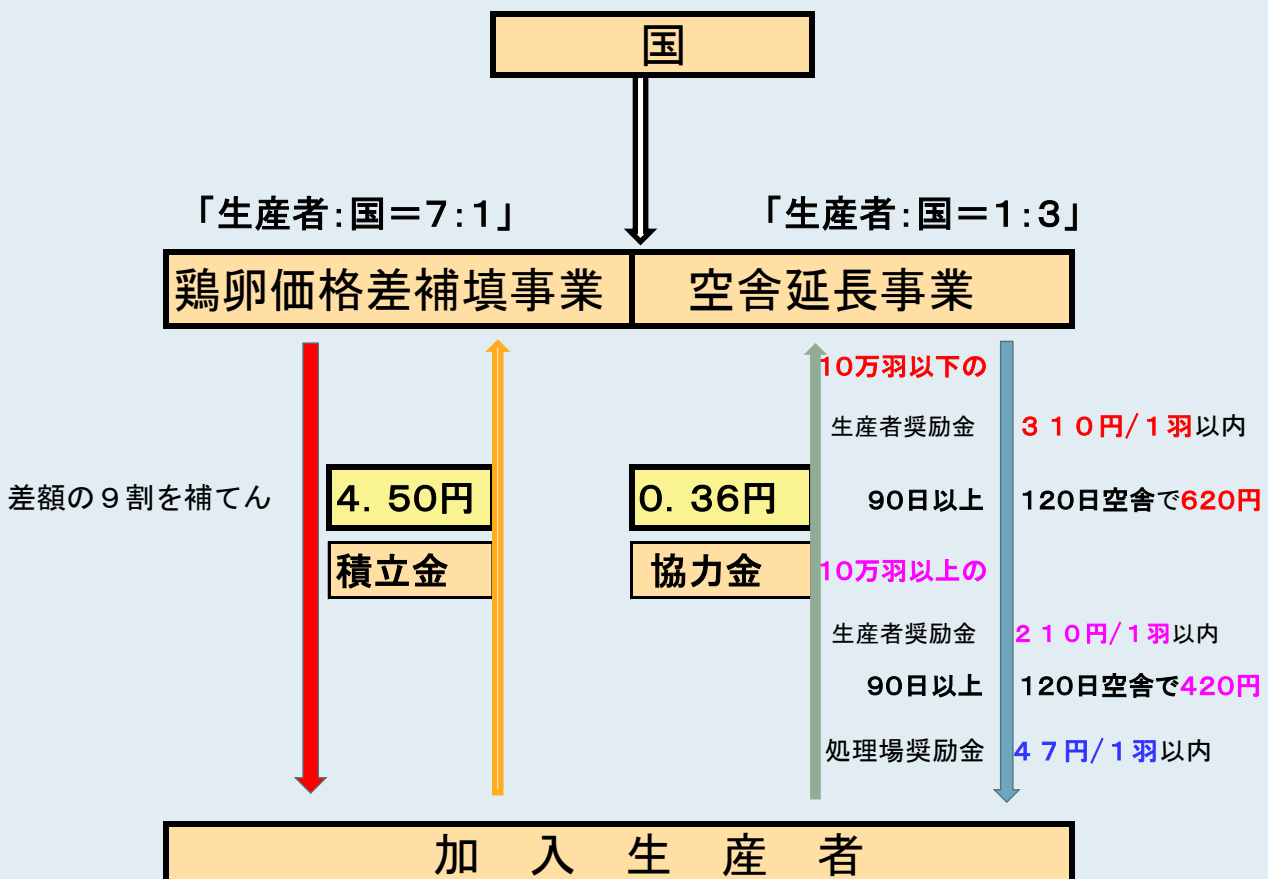 国
「生産者:国＝7:1」
「生産者:国＝1:3」
鶏卵価格差補填事業
空舎延長事業
10万羽以下の
生産者奨励金
３１０円/１羽以内
差額の９割を補てん
4．50円
0．36円
90日以上
120日空舎で620円
積立金
協力金
10万羽以上の
生産者奨励金
２１０円/１羽以内
90日以上
120日空舎で420円
処理場奨励金
４７円/１羽以内
加　入　生　産　者